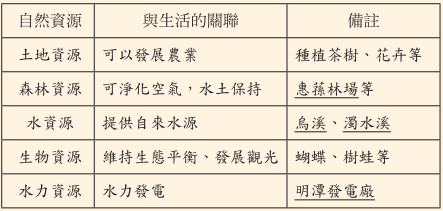 自然資源 與生活的關聯 備註
土地資源 可以發展農業 種植茶樹、花卉等
森林資源 可淨化空氣，水土保持 惠蓀林場等
水資源 提供自來水源 烏溪、濁水溪
生物資源 維持生態平衡、發展觀光 蝴蝶、樹蛙等
水力資源 水力發電 明潭發電廠